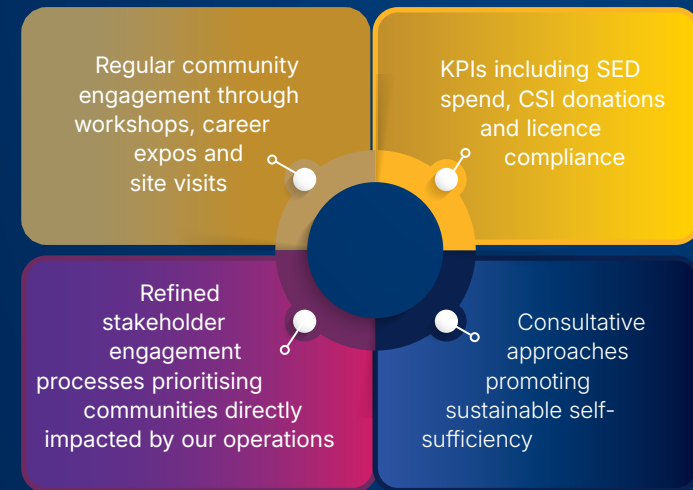 Regular community
engagement through
workshops, career
expos and
site visits
KPIs including SED
spend, CSI donations
and licence
compliance
Refined
stakeholder
engagement
processes prioritising
communities directly
impacted by our operations
Consultative
approaches
promoting
sustainable self-
sufficiency